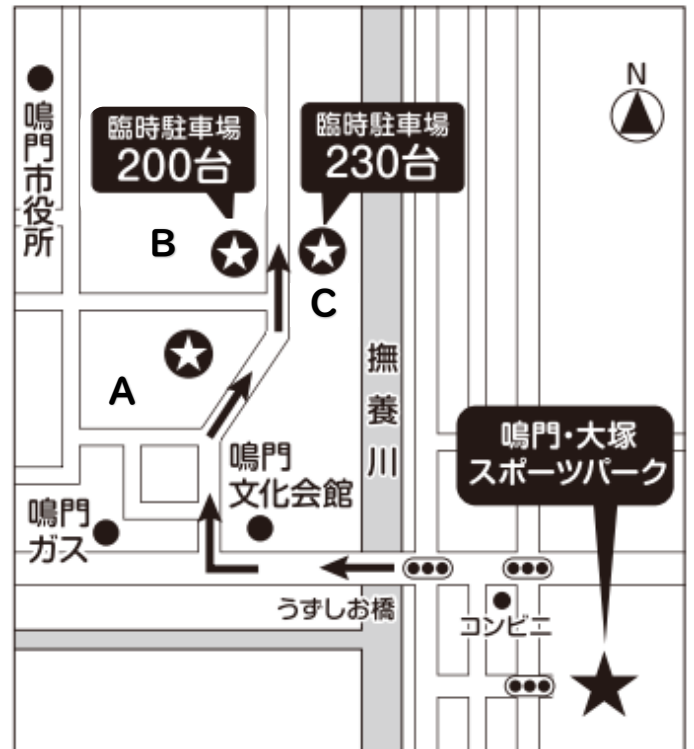 鳴門市役所
臨時駐車場
200台
臨時駐車場
230台
N
B
C
A
撫養川
鳴門・大塚
スポーツパーク
鳴門
文化会館
鳴門
ガス
うずしお橋
コンビニ